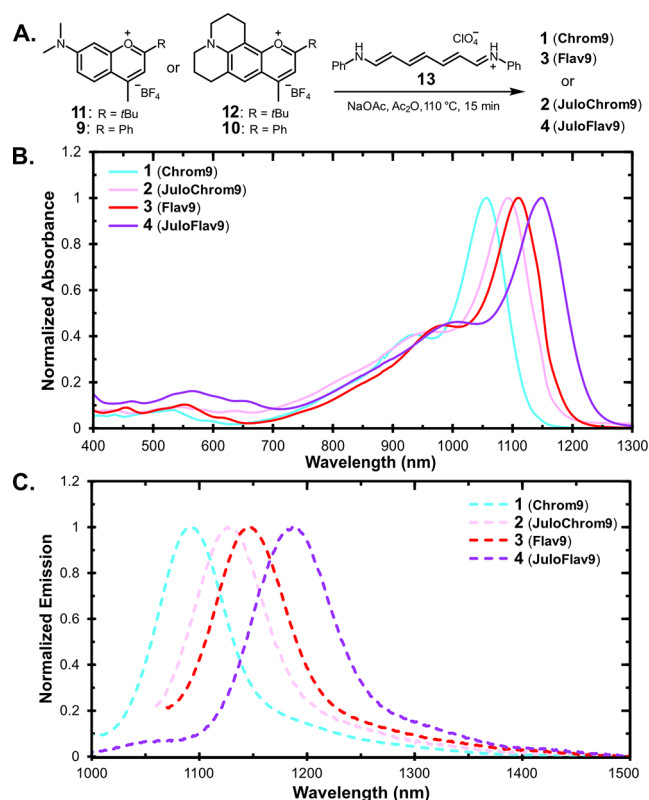 A.
N
O
+
R
−BF4
11: R = tBu
9: R = Ph
or
N
O
+
R
−BF4
12: R = tBu
10: R = Ph
ClO4−
PhHN
NHPh
+
13
NaOAc, Ac2O,110 °C, 15 min
1 (Chrom9)
3 (Flav9)
or
2 (JuloChrom9)
4 (JuloFlav9)
B.
Normalized Absorbance
1.2
1
0.8
0.6
0.4
0.2
0
1 (Chrom9)
2 (JuloChrom9)
3 (Flav9)
4 (JuloFlav9)
400 500 600 700 800 900 1000 1100 1200 1300
Wavelength (nm)
C.
Normalized Emission
1.2
1
0.8
0.6
0.4
0.2
0
1 (Chrom9)
2 (JuloChrom9)
3 (Flav9)
4 (JuloFlav9)
1000 1100 1200 1300 1400 1500
Wavelength (nm)